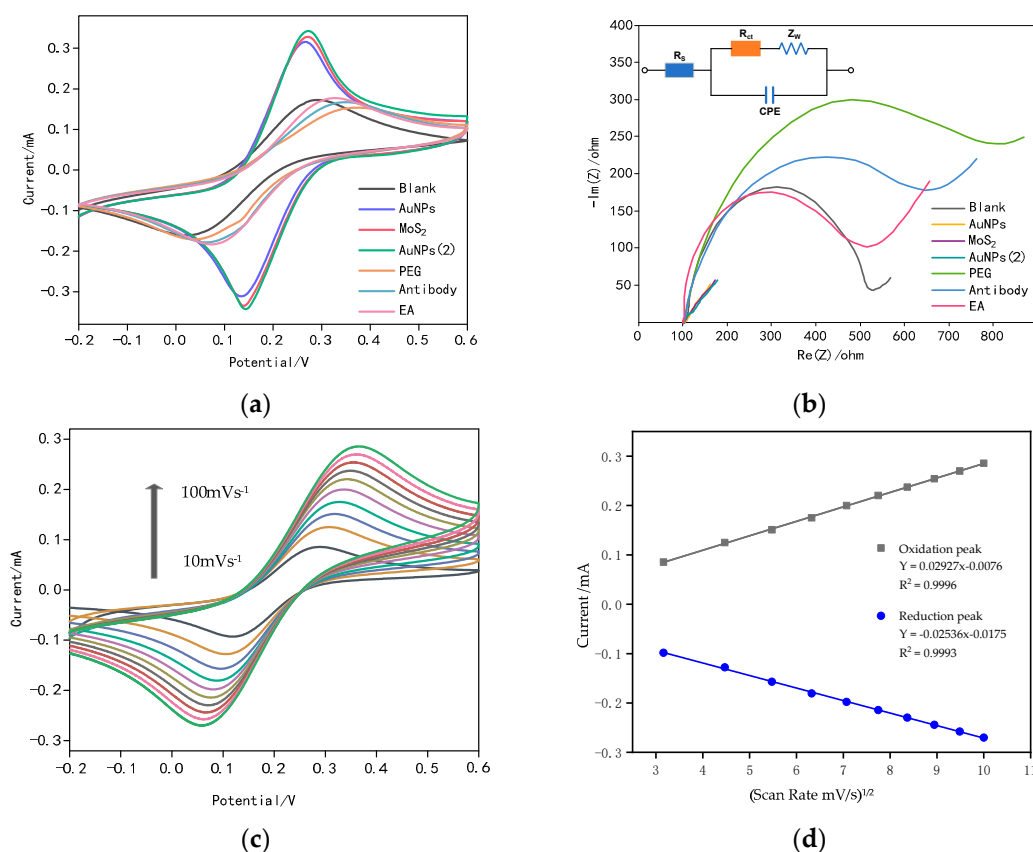 0.3
0.2
0.1
0.0
-0.1
-0.2
-0.3
Current/mA
-0.2 -0.1 0.0 0.1 0.2 0.3 0.4 0.5 0.6
Potential/V
Blank
AuNPs
MoS2
AuNPs(2)
PEG
Antibody
EA
(a)
400
350
300
250
200
150
100
50
-Im(Z)/ohm
0 100 200 300 400 500 600 700 800
Re(Z)/ohm
Rs
Rct
Zw
CPE
Blank
AuNPs
MoS2
AuNPs(2)
PEG
Antibody
EA
(b)
0.3
0.2
0.1
0.0
-0.1
-0.2
-0.3
Current/mA
100mVs-1
10mVs-1
-0.2 -0.1 0.0 0.1 0.2 0.3 0.4 0.5 0.6
Potential/V
(c)
0.3
0.2
0.1
0.0
-0.1
-0.2
-0.3
Current /mA
Oxidation peak
Y = 0.02927x-0.0076
R2 = 0.9996
Reduction peak
Y = -0.02536x-0.0175
R2 = 0.9993
3 4 5 6 7 8 9 10 11
(Scan Rate mV/s)1/2
(d)